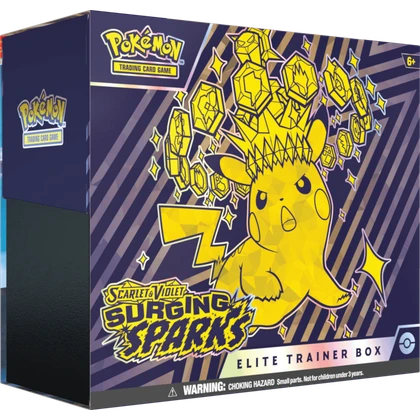 Pokémon
TRADING CARD GAME
6+
Pokémon
TRADING CARD GAME
SCARLET & VIOLET
SURGING
SPARKS
ELITE TRAINER BOX
WARNING: CHOKING HAZARD Small parts. Not for children under 3 years.